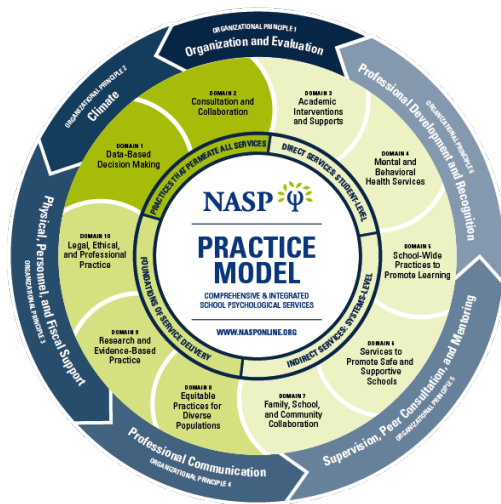 ORGANIZATIONAL PRINCIPLE 1
Organization and Evaluation
ORGANIZATIONAL PRINCIPLE 2
Climate
Physical, Personnel, and Fiscal Support
ORGANIZATIONAL PRINCIPLE 3
Professional Communication
ORGANIZATIONAL PRINCIPLE 4
Supervision, Peer Consultation, and Mentoring
ORGANIZATIONAL PRINCIPLE 5
Professional Development and Recognition
ORGANIZATIONAL PRINCIPLE 6
DOMAIN 1
Data-Based
Decision Making
DOMAIN 2
Consultation and
Collaboration
DOMAIN 3
Academic
Interventions
and Supports
DOMAIN 4
Mental and
Behavioral
Health Services
DOMAIN 5
School-Wide
Practices to
Promote Learning
DOMAIN 6
Services to
Promote Safe and
Supportive
Schools
DOMAIN 7
Family, School,
and Community
Collaboration
DOMAIN 8
Equitable
Practices for
Diverse
Populations
DOMAIN 9
Research and
Evidence-Based
Practice
DOMAIN 10
Legal, Ethical,
and Professional
Practice
PRACTICES THAT PERMEATE ALL SERVICES
DIRECT SERVICES: STUDENT-LEVEL
INDIRECT SERVICES: SYSTEMS-LEVEL
FOUNDATIONS OF SERVICE DELIVERY
NASP
PRACTICE
MODEL
COMPREHENSIVE & INTEGRATED
SCHOOL PSYCHOLOGICAL SERVICES
WWW.NASPONLINE.ORG